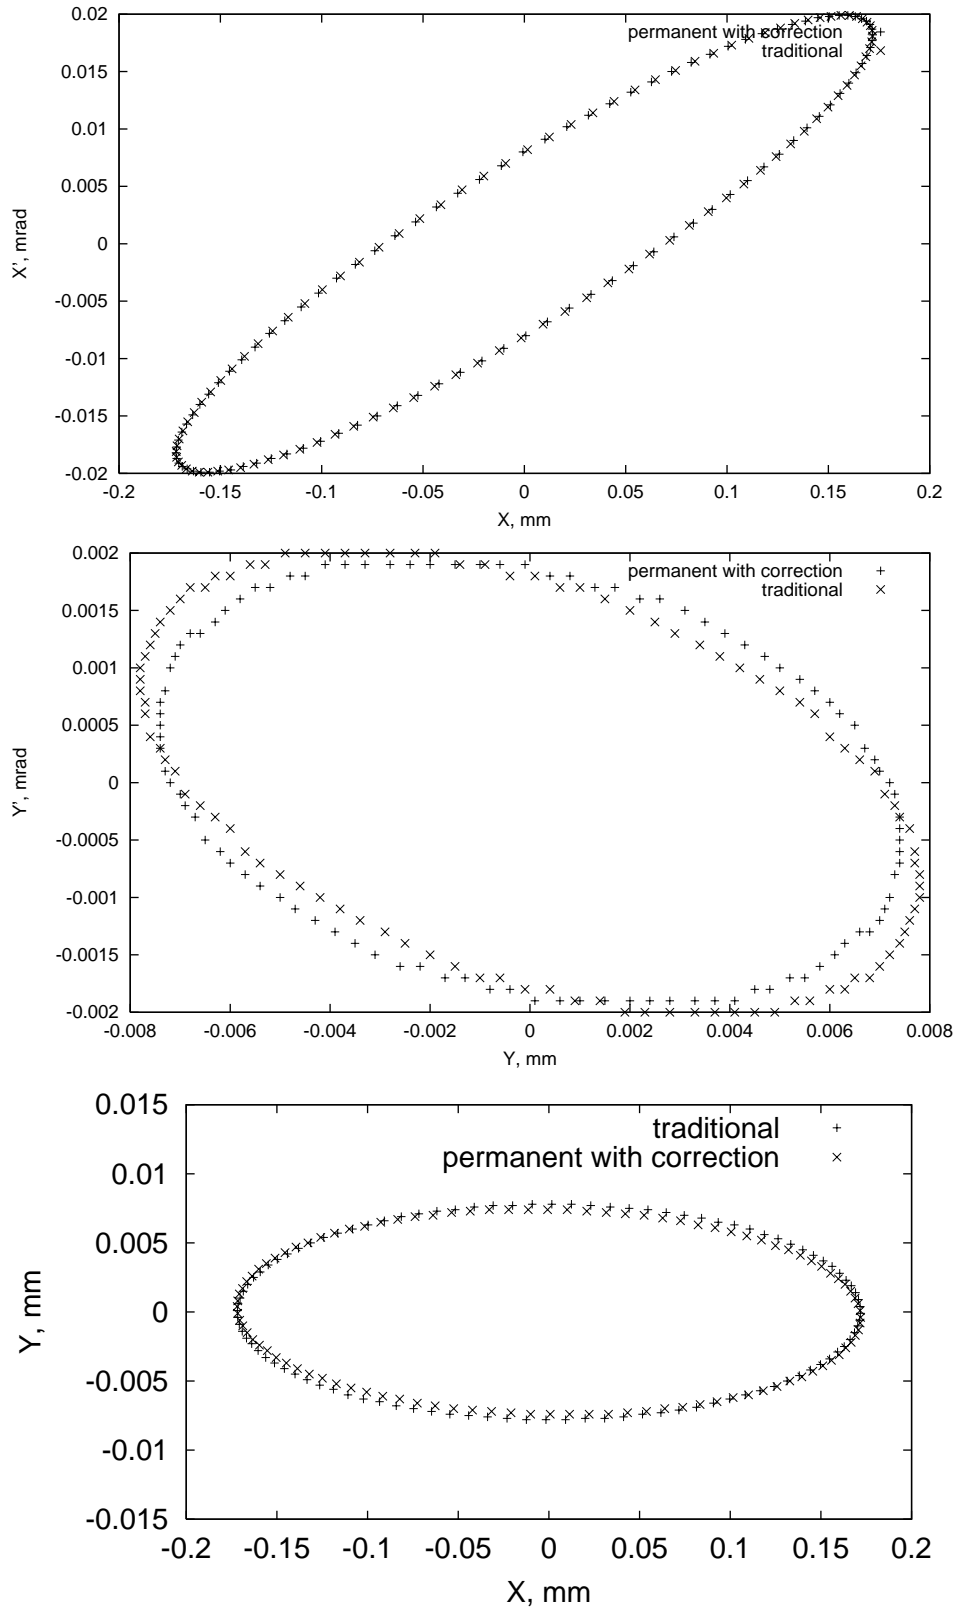 0.02
0.015
0.01
0.005
0
-0.005
-0.01
-0.015
-0.02
X', mrad
permanent with correction
traditional
-0.2 -0.15 -0.1 -0.05 0 0.05 0.1 0.15 0.2
X, mm
0.002
0.0015
0.001
0.0005
0
-0.0005
-0.001
-0.0015
-0.002
Y', mrad
permanent with correction
traditional
-0.008 -0.006 -0.004 -0.002 0 0.002 0.004 0.006 0.008
Y, mm
0.015
0.01
0.005
0
-0.005
-0.01
-0.015
Y, mm
traditional
permanent with correction
-0.2 -0.15 -0.1 -0.05 0 0.05 0.1 0.15 0.2
X, mm